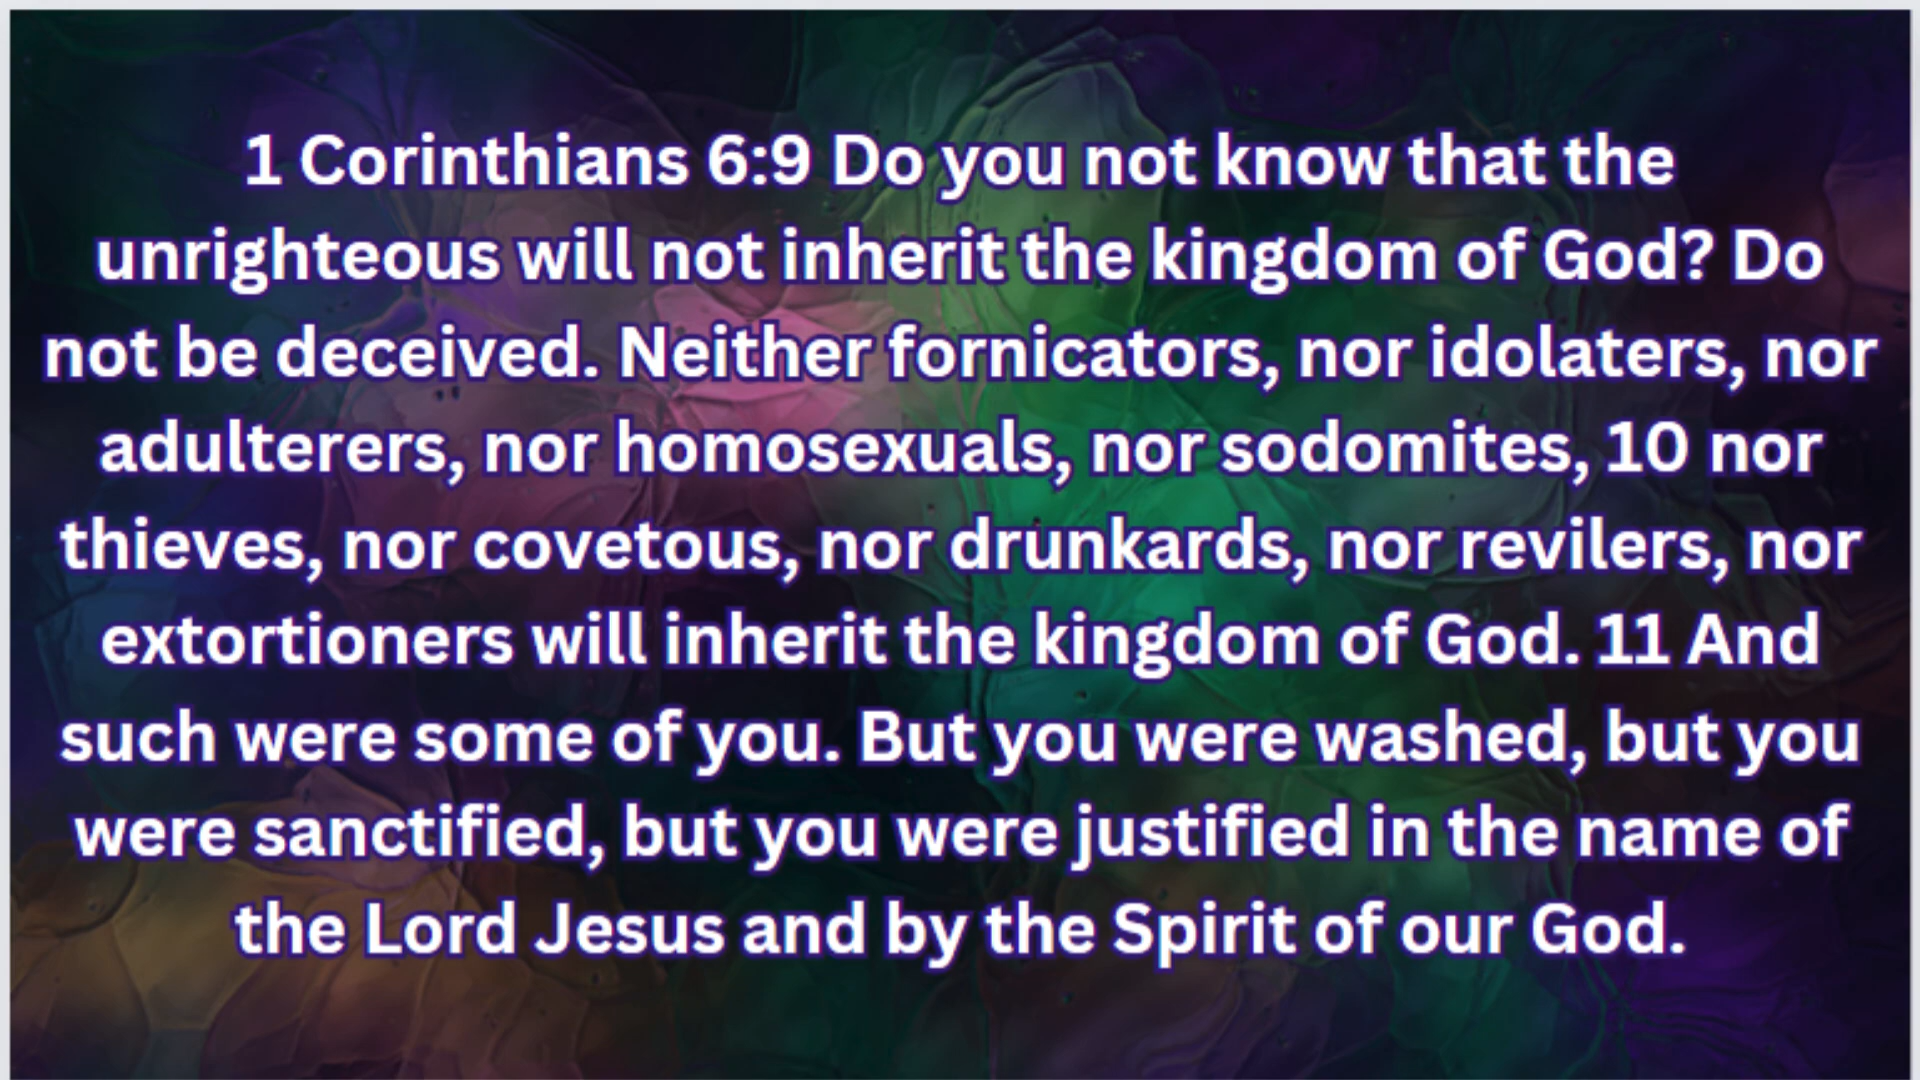 1 Corinthians 6:9 Do you not know that the
unrighteous will not inherit the kingdom of God? Do
not be deceived. Neither fornicators, nor idolaters, nor
adulterers, nor homosexuals, nor sodomites, 10 nor
thieves, nor covetous, nor drunkards, nor revilers, nor
extortioners will inherit the kingdom of God. 11 And
such were some of you. But you were washed, but you
were sanctified, but you were justified in the name of
the Lord Jesus and by the Spirit of our God.